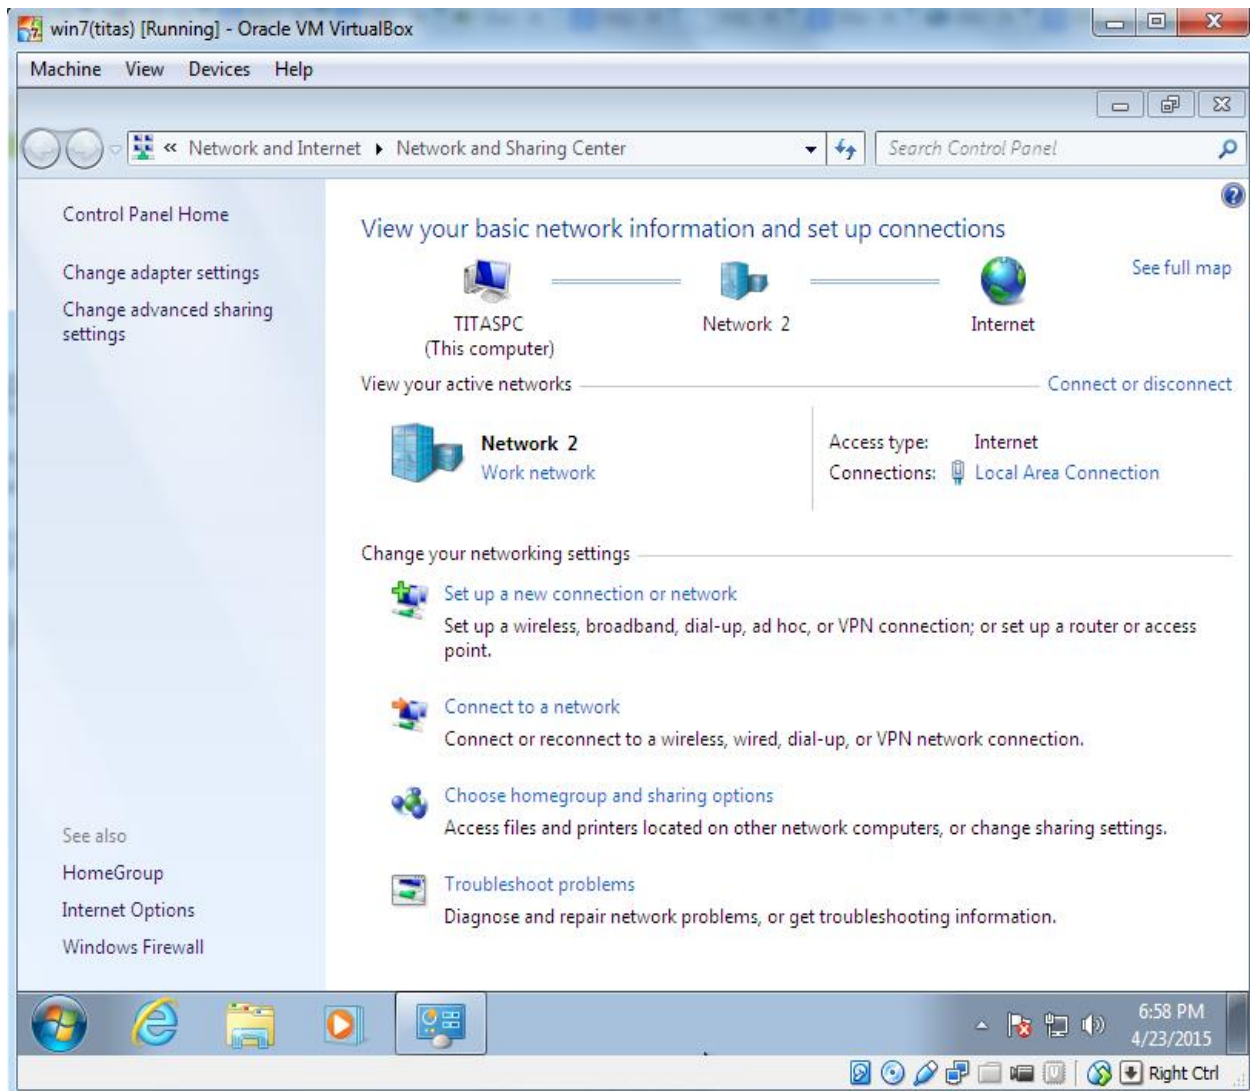 win7(titas) [Running] - Oracle VM VirtualBox
Machine View Devices Help
« Network and Internet Network and Sharing Center
Search Control Panel
Control Panel Home
Change adapter settings
Change advanced sharing
settings
See also
HomeGroup
Internet Options
Windows Firewall
View your basic network information and set up connections
See full map
TITASPC
(This computer)
Network 2
Internet
View your active networks
Connect or disconnect
Network 2
Work network
Access type: Internet
Connections: Local Area Connection
Change your networking settings
Set up a new connection or network
Set up a wireless, broadband, dial-up, ad hoc, or VPN connection; or set up a router or access
point.
Connect to a network
Connect or reconnect to a wireless, wired, dial-up, or VPN network connection.
Choose homegroup and sharing options
Access files and printers located on other network computers, or change sharing settings.
Troubleshoot problems
Diagnose and repair network problems, or get troubleshooting information.
6:58 PM
4/23/2015
Right Ctrl